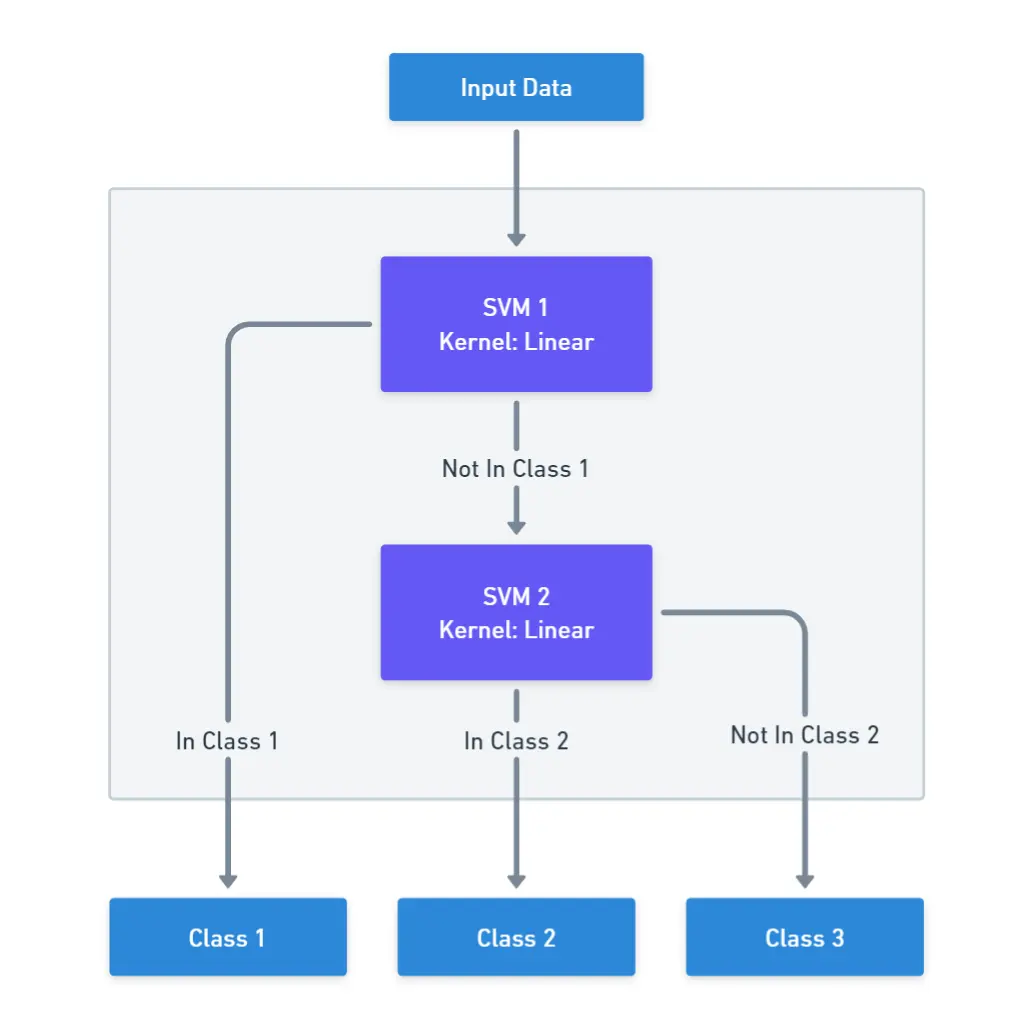 Input Data
SVM 1
Kernel: Linear
Not In Class 1
SVM 2
Kernel: Linear
In Class 1
In Class 2
Not In Class 2
Class 1
Class 2
Class 3